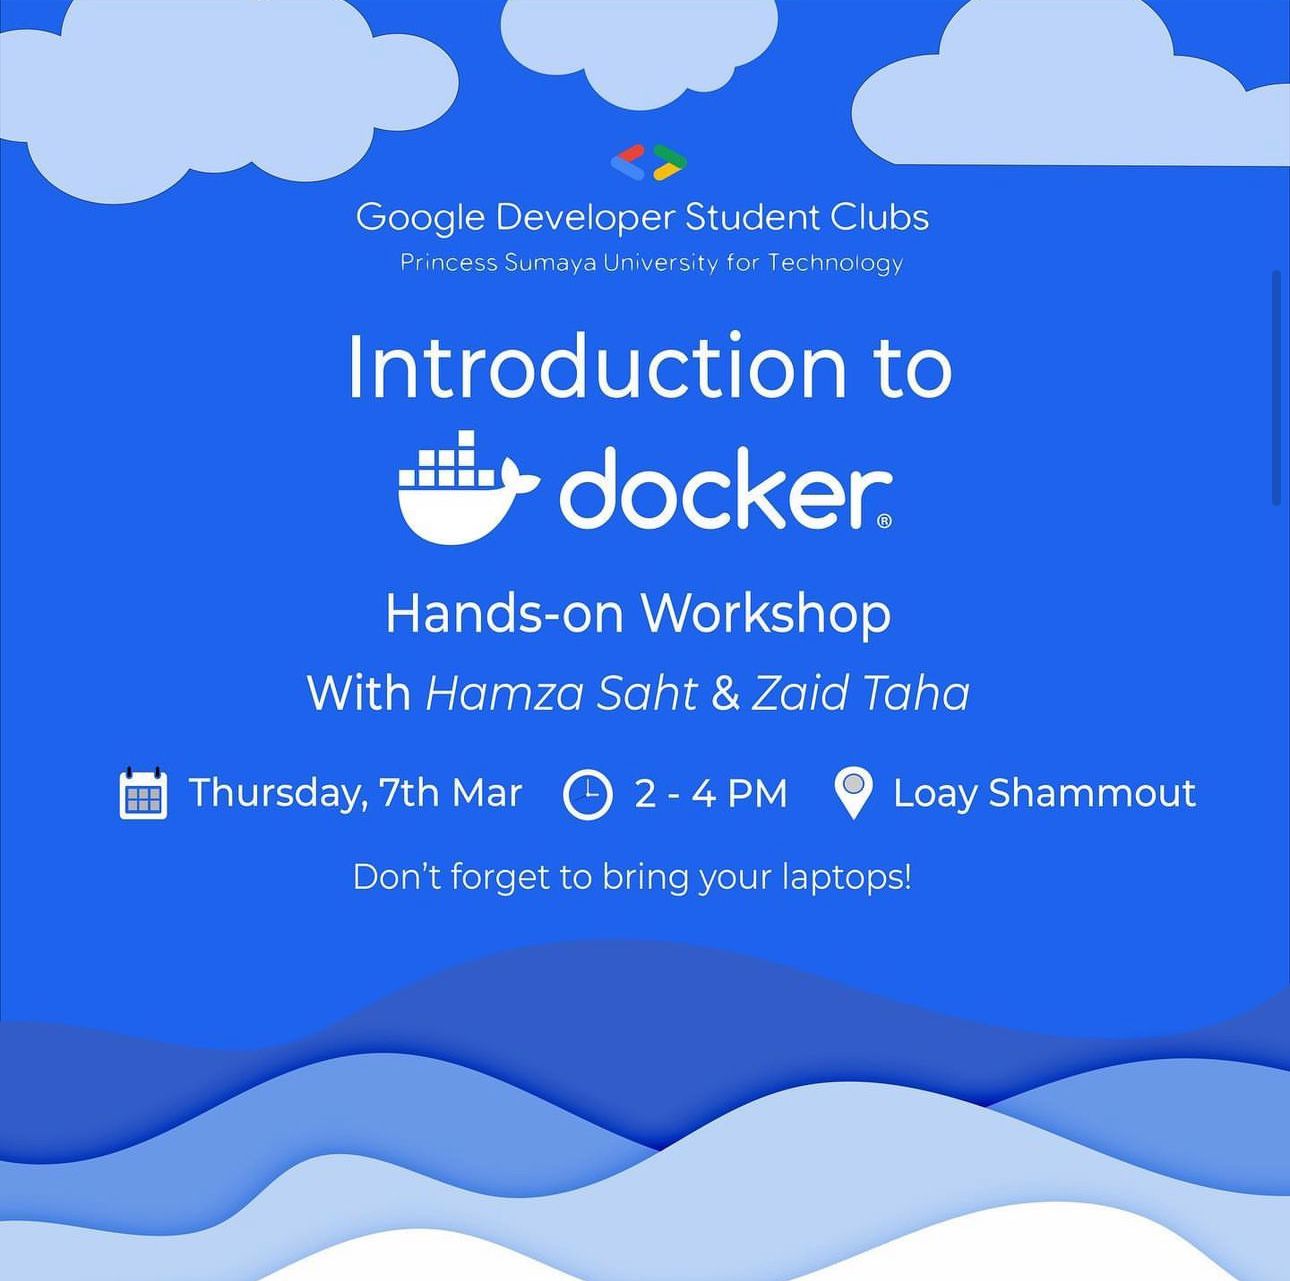 Google Developer Student Clubs
Princess Sumaya University for Technology
Introduction to
docker®
Hands-on Workshop
With Hamza Saht & Zaid Taha
Thursday, 7th Mar 2 - 4 PM Loay Shammout
Don't forget to bring your laptops!